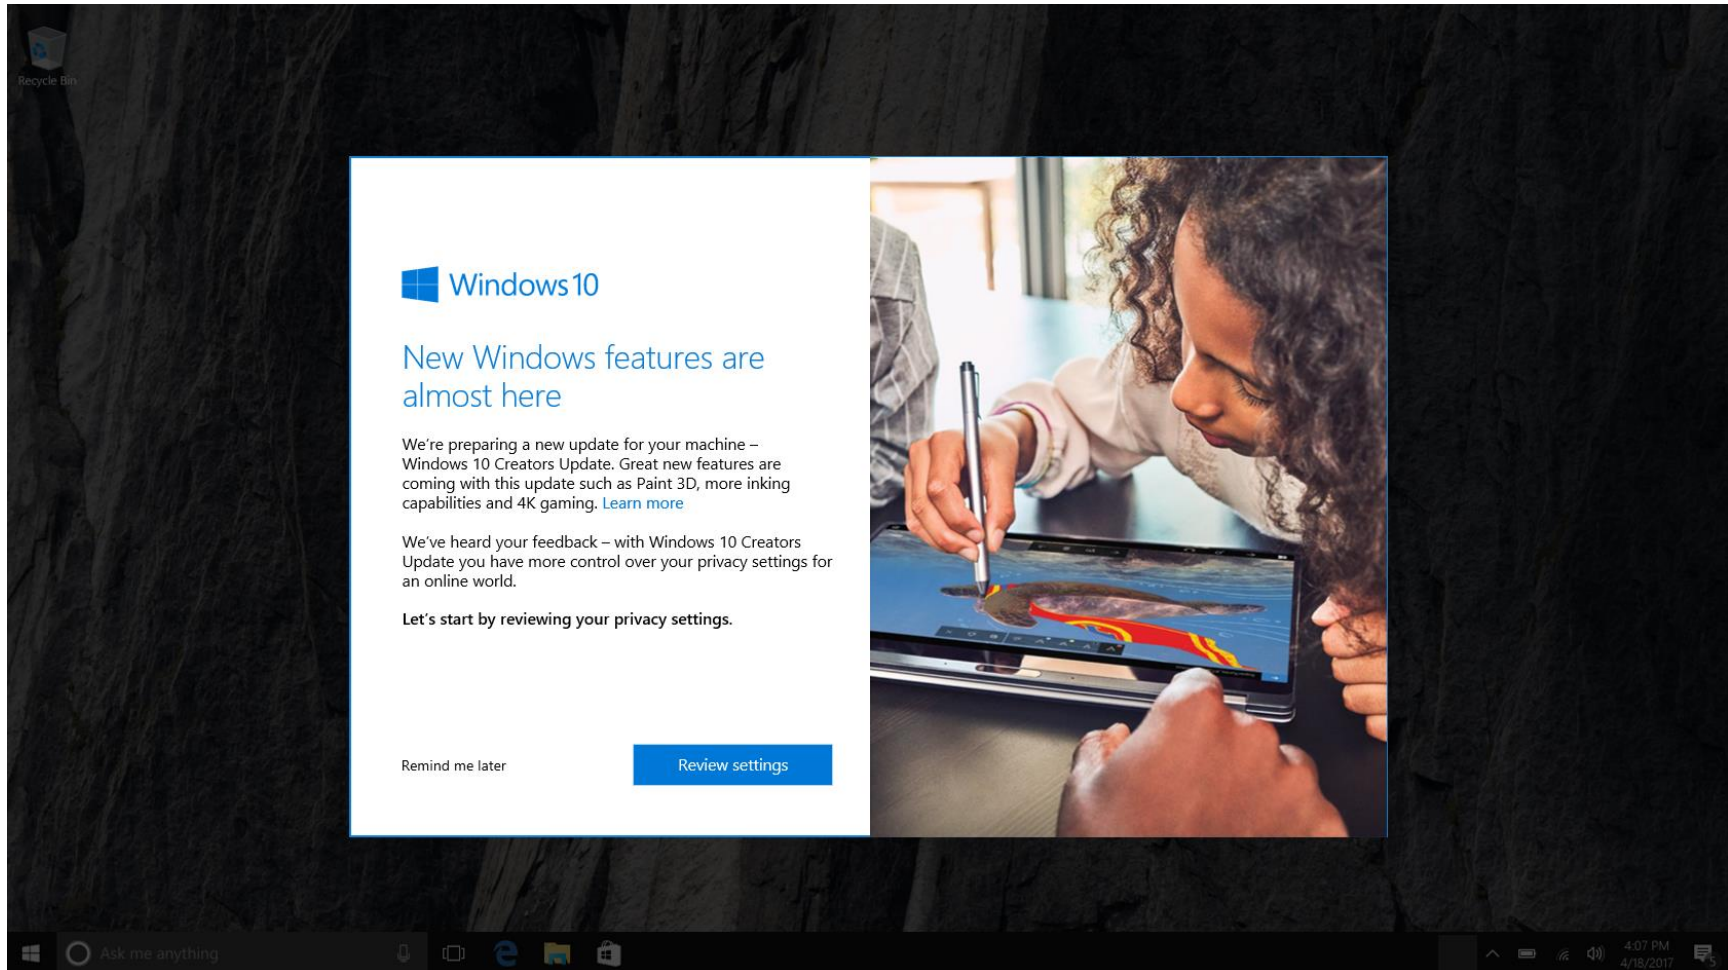 Recycle Bin
Windows 10
New Windows features are
almost here
We’re preparing a new update for your machine –
Windows 10 Creators Update. Great new features are
coming with this update such as Paint 3D, more inking
capabilities and 4K gaming. Learn more
We’ve heard your feedback – with Windows 10 Creators
Update you have more control over your privacy settings for
an online world.
Let’s start by reviewing your privacy settings.
Remind me later
Review settings
Ask me anything
4:07 PM
4/18/2017
5